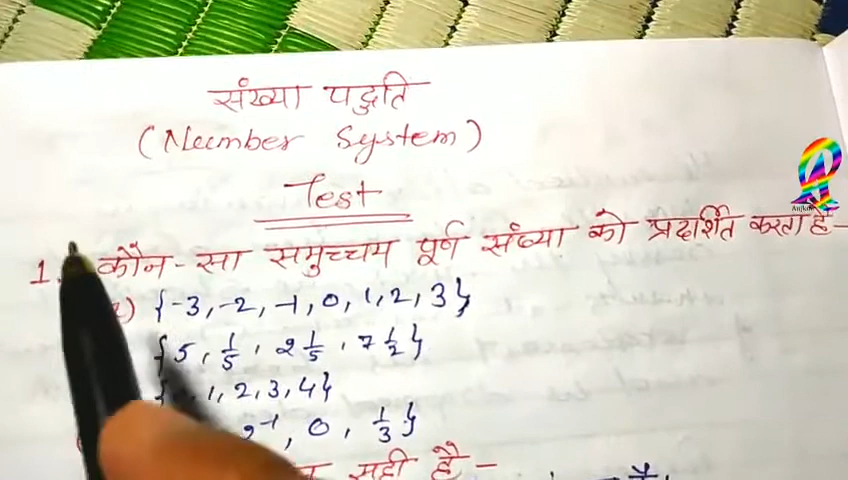 संख्या पद्धति
(Number System)
Test
1. कौन-सा समुच्चय पूर्ण संख्या को प्रदर्शित करता है-
{-3, -2, -1, 0, 1, 2, 3}
{5, 1/5, 2 1/5, 7 1/2}
1, 2, 3, 4}
2⁻¹, 0, 1/3}
सही है-